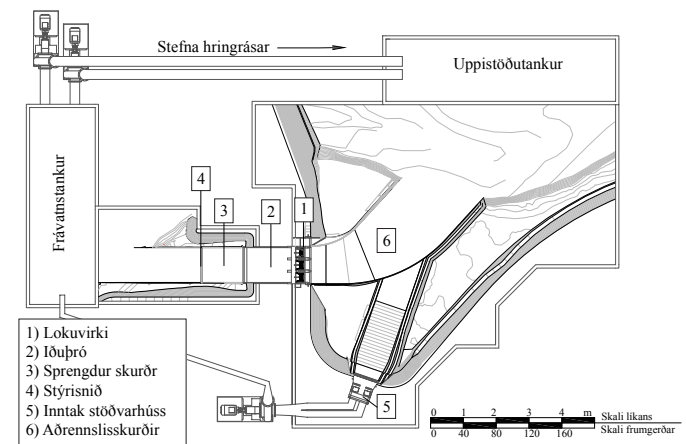 Stefna hringrásar
Uppistöðutankur
Frávatnstankur
4
3
2
1
6
5
1) Lokuvirki
2) Iðuþró
3) Sprengdur skurðr
4) Stýrisnið
5) Inntak stöðvarhúss
6) Aðrennslisskurðir
0 1 2 3 4 m Skali líkans
0 40 80 120 160 Skali frumgerðar